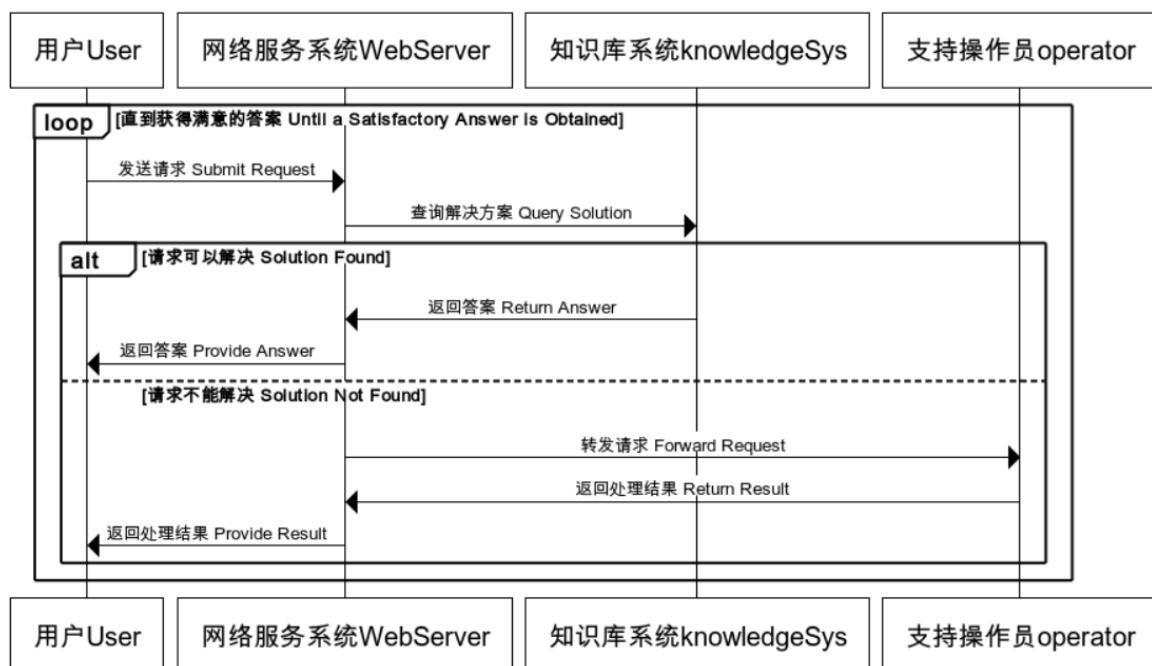 用户User 网络服务系统WebServer 知识库系统knowledgeSys 支持操作员operator
loop [直到获得满意的答案 Until a Satisfactory Answer is Obtained]
发送请求 Submit Request
查询解决方案 Query Solution
alt [请求可以解决 Solution Found]
返回答案 Return Answer
返回答案 Provide Answer
[请求不能解决 Solution Not Found]
转发请求 Forward Request
返回处理结果 Return Result
返回处理结果 Provide Result
用户User 网络服务系统WebServer 知识库系统knowledgeSys 支持操作员operator